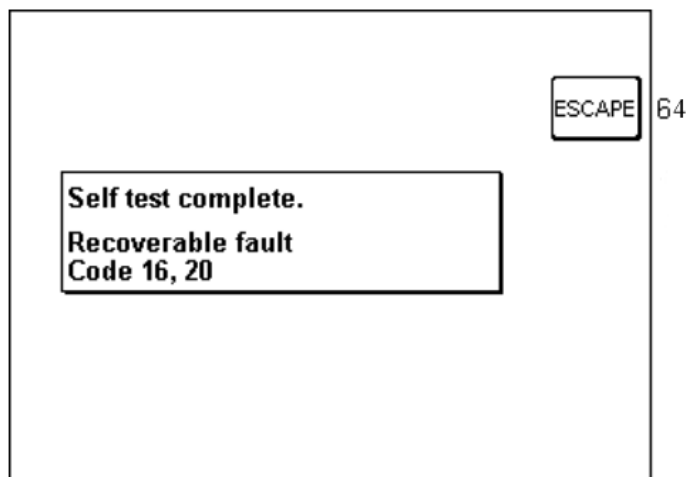 ESCAPE 64
Self test complete.
Recoverable fault
Code 16, 20